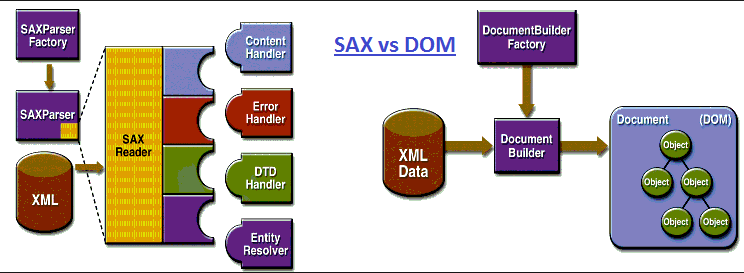 SAXParser
Factory
SAXParser
XML
SAX
Reader
Content
Handler
Error
Handler
DTD
Handler
Entity
Resolver
SAX vs DOM
DocumentBuilder
Factory
XML
Data
Document
Builder
Document (DOM)
Object
Object Object
Object Object